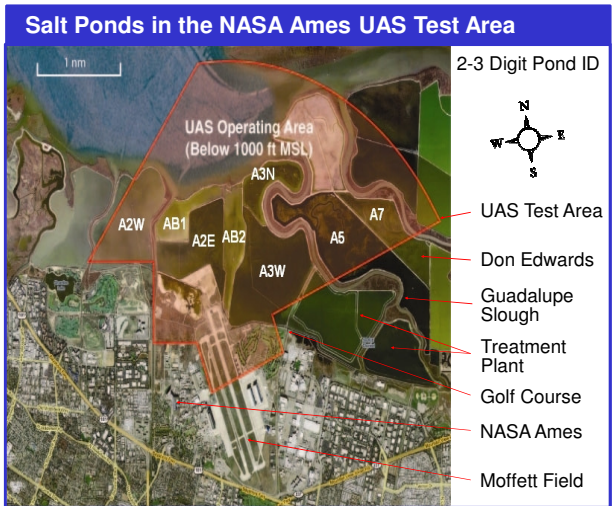 Salt Ponds in the NASA Ames UAS Test Area
1 nm
2-3 Digit Pond ID
N
W
E
S
UAS Operating Area
(Below 1000 ft MSL)
A3N
A2W
AB1
A2E
AB2
A3W
A5
A7
UAS Test Area
Don Edwards
Guadalupe
Slough
Treatment
Plant
Golf Course
NASA Ames
Moffett Field